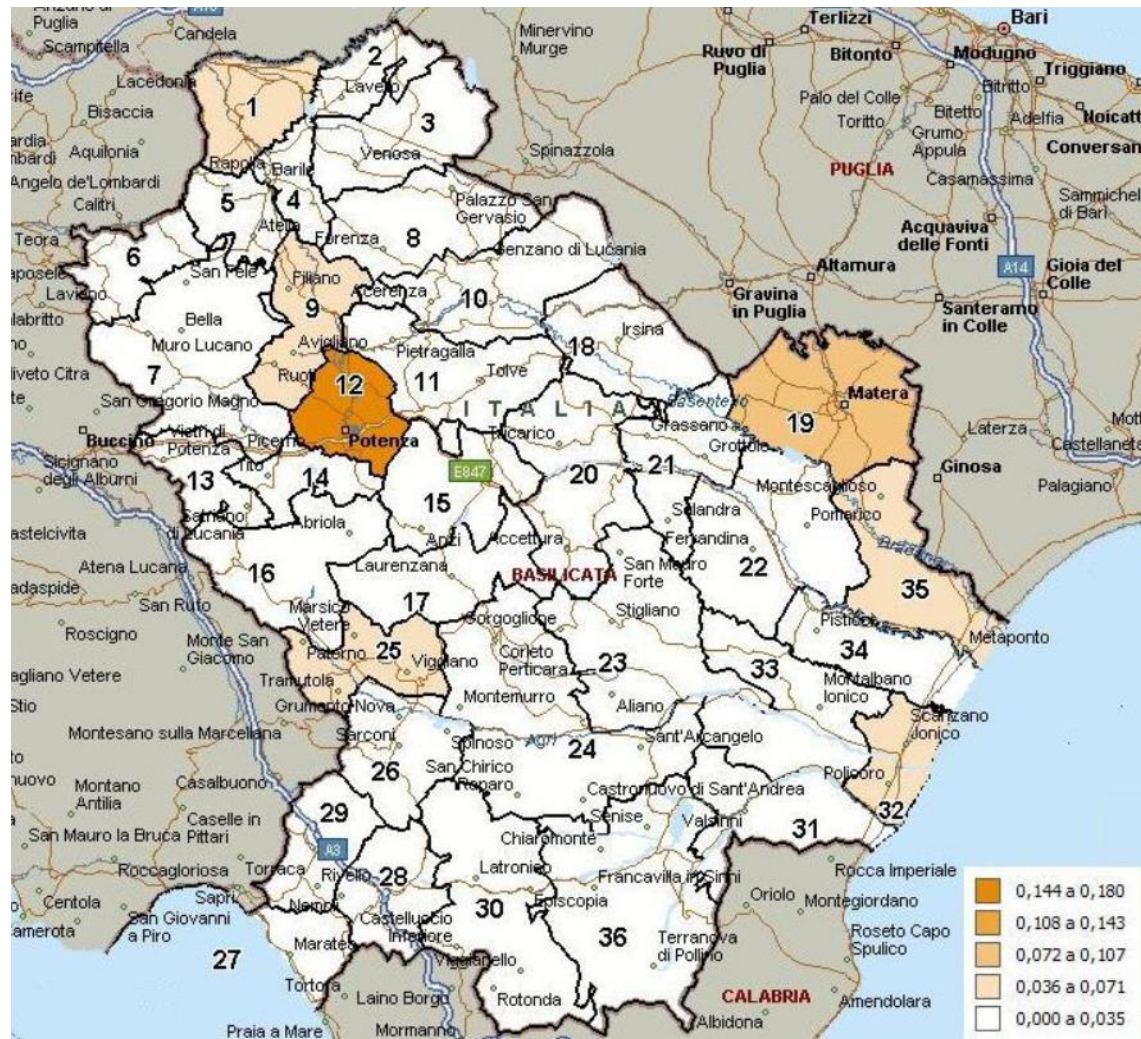 Puglia
Scampitella
Candela
Minervino
Murge
Terlizzi
Bari
Ruvo di
Puglia
Bitonto
Modugno
Triggiano
Bitritto
Lacedonia
Bisaccia
Lavello
2
1
3
Palo del Colle
Toritto
Bitetto
Adelfia
Noicatt
Grumo
Appula
Conversan
Aquilonia
Angelo de'Lombardi
Calitri
Rapolla
Barile
Venosa
Spinazzola
PUGLIA
Casamassima
Sammichel
di Bari
5
4
Atella
Palazzo San
Gervasio
Acquaviva
delle Fonti
Teora
6
Forenza
8
Genzano di Lucania
San Fele
Filiano
Acerenza
Altamura
A14
Gioia del
Colle
Laviano
9
10
Gravina
in Puglia
Santeramo
in Colle
Bella
Muro Lucano
Avigliano
Irsina
Pietragalla
18
7
Ruoti
12
11
Tolve
Matera
San Gregorio Magno
ITALIA
Basentello
19
Laterza
Buccino
Vietri di
Potenza
Picerno
Potenza
Tricarico
Grassano
Grottole
Castellaneta
Sicignano
degli Alburni
Tito
E847
20
21
Ginosa
13
14
Montescaglioso
Palagiano
15
Salandra
Pomarico
Satriano
di Lucania
Abriola
Anzi
Accettura
Ferrandina
Bradano
Atena Lucana
16
Laurenzana
BASILICATA
San Mauro
Forte
22
35
San Rufo
Marsico
Vetere
17
Gorgoglione
Stigliano
Roscigno
Monte San
Giacomo
Paterno
25
Viggiano
Corleto
Perticara
23
33
Pisticci
34
Metaponto
Tramutola
Montemurro
Montalbano
Ionico
Grumento Nova
Aliano
Scanzano
Jonico
Montesano sulla Marcellana
Sarconi
Spinoso
Agri
24
Sant'Arcangelo
26
San Chirico
Raparo
Policoro
Montano
Antilia
Casalbuono
Castronuovo di Sant'Andrea
32
29
Senise
Valsinni
31
San Mauro la Bruca
Caselle in
Pittari
A3
Chiaromonte
Roccagloriosa
Torraca
Rivello
28
Latronico
Francavilla in Sinni
Rocca Imperiale
Centola
Sapri
Nemoli
Episcopia
Oriolo
Montegiordano
San Giovanni
a Piro
Castelluccio
Inferiore
30
36
Roseto Capo
Spulico
27
Maratea
Viggianello
Terranova
di Pollino
Tortora
Laino Borgo
Rotonda
CALABRIA
Amendolara
Praia a Mare
Mormanno
Albidona
0,144 a 0,180
0,108 a 0,143
0,072 a 0,107
0,036 a 0,071
0,000 a 0,035